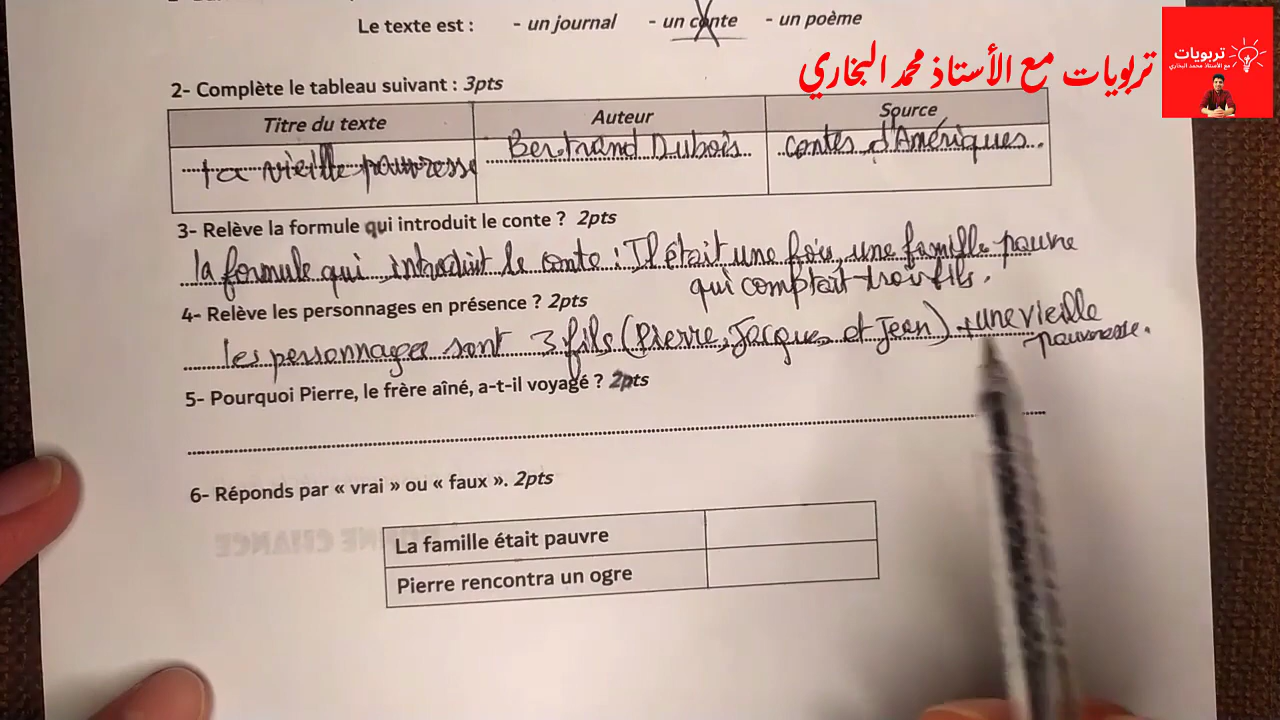 Le texte est : - un journal - un conte - un poème
تربويات مع الأستاذ محمد البخاري
تربويات
مع الأستاذ محمد البخاري
2- Complète le tableau suivant : 3pts
Titre du texte Auteur Source
La vieille pauvresse Bertrand Dubois contes d'Amériques.
3- Relève la formule qui introduit le conte ? 2pts
la formule qui introduit le conte : Il était une fois, une famille pauvre
qui comptait trois fils.
4- Relève les personnages en présence ? 2pts
les personnages sont 3 fils (Pierre, Jacques et Jean) + une vieille
pauvresse.
5- Pourquoi Pierre, le frère aîné, a-t-il voyagé ? 2pts
6- Réponds par « vrai » ou « faux ». 2pts
La famille était pauvre
Pierre rencontra un ogre